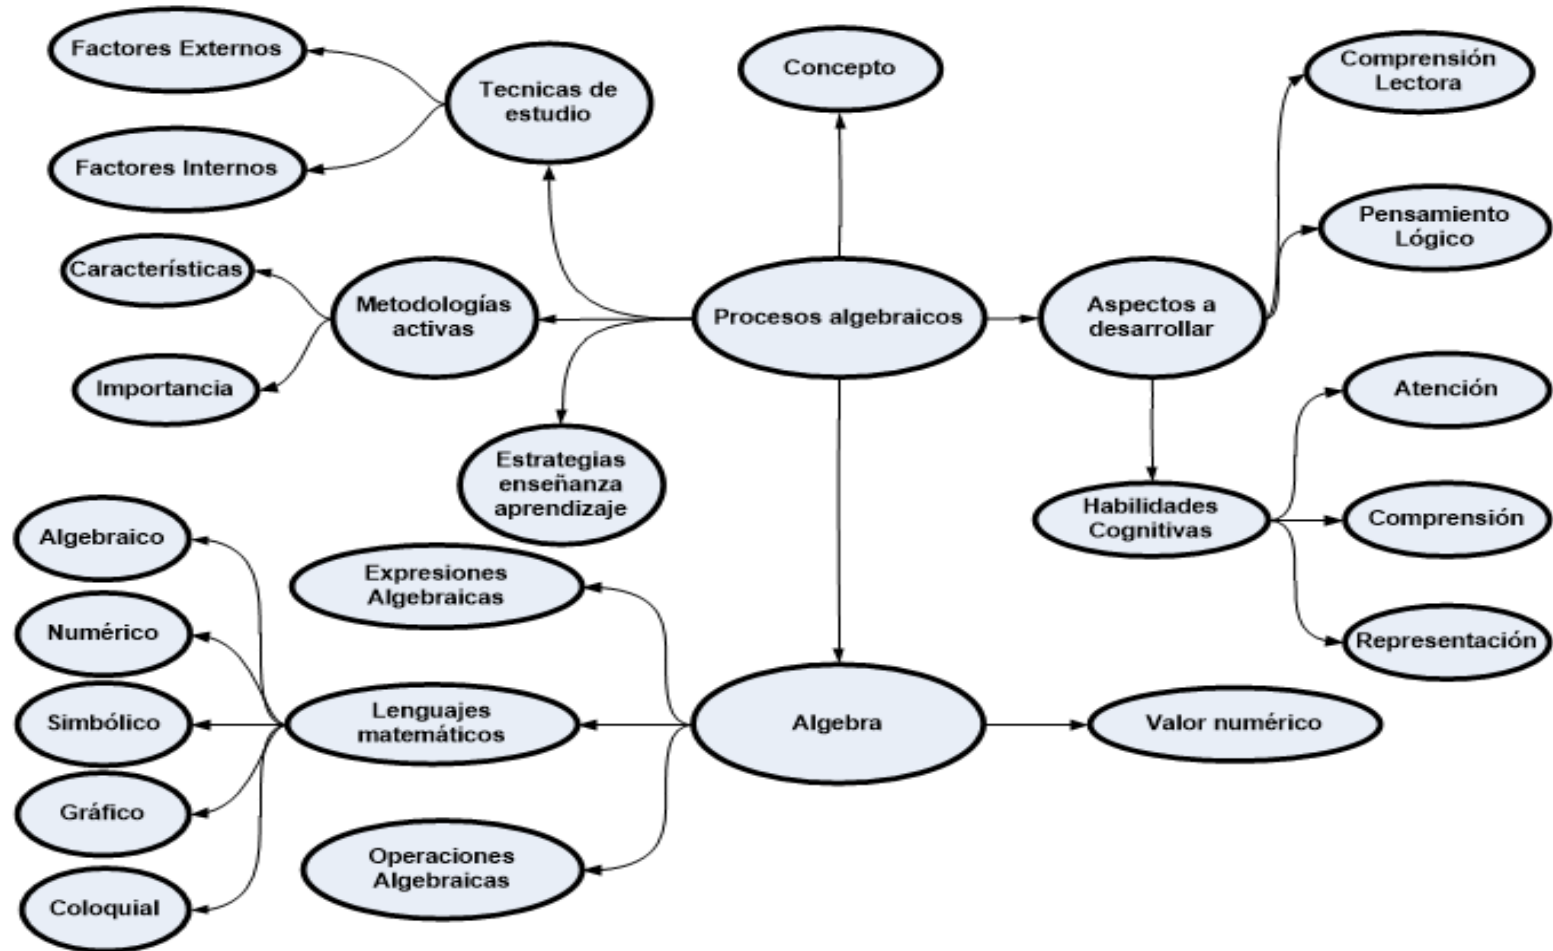 Factores Externos
Tecnicas de
estudio
Factores Internos
Concepto
Comprensión
Lectora
Pensamiento
Lógico
Característícas
Metodologías
activas
Importancia
Procesos algebraicos
Aspectos a
desarrollar
Estrategias
enseñanza
aprendizaje
Habilidades
Cognitivas
Atención
Comprensión
Representación
Algebraico
Numérico
Simbólico
Gráfico
Coloquial
Expresiones
Algebraicas
Lenguajes
matemáticos
Operaciones
Algebraicas
Algebra
Valor numérico